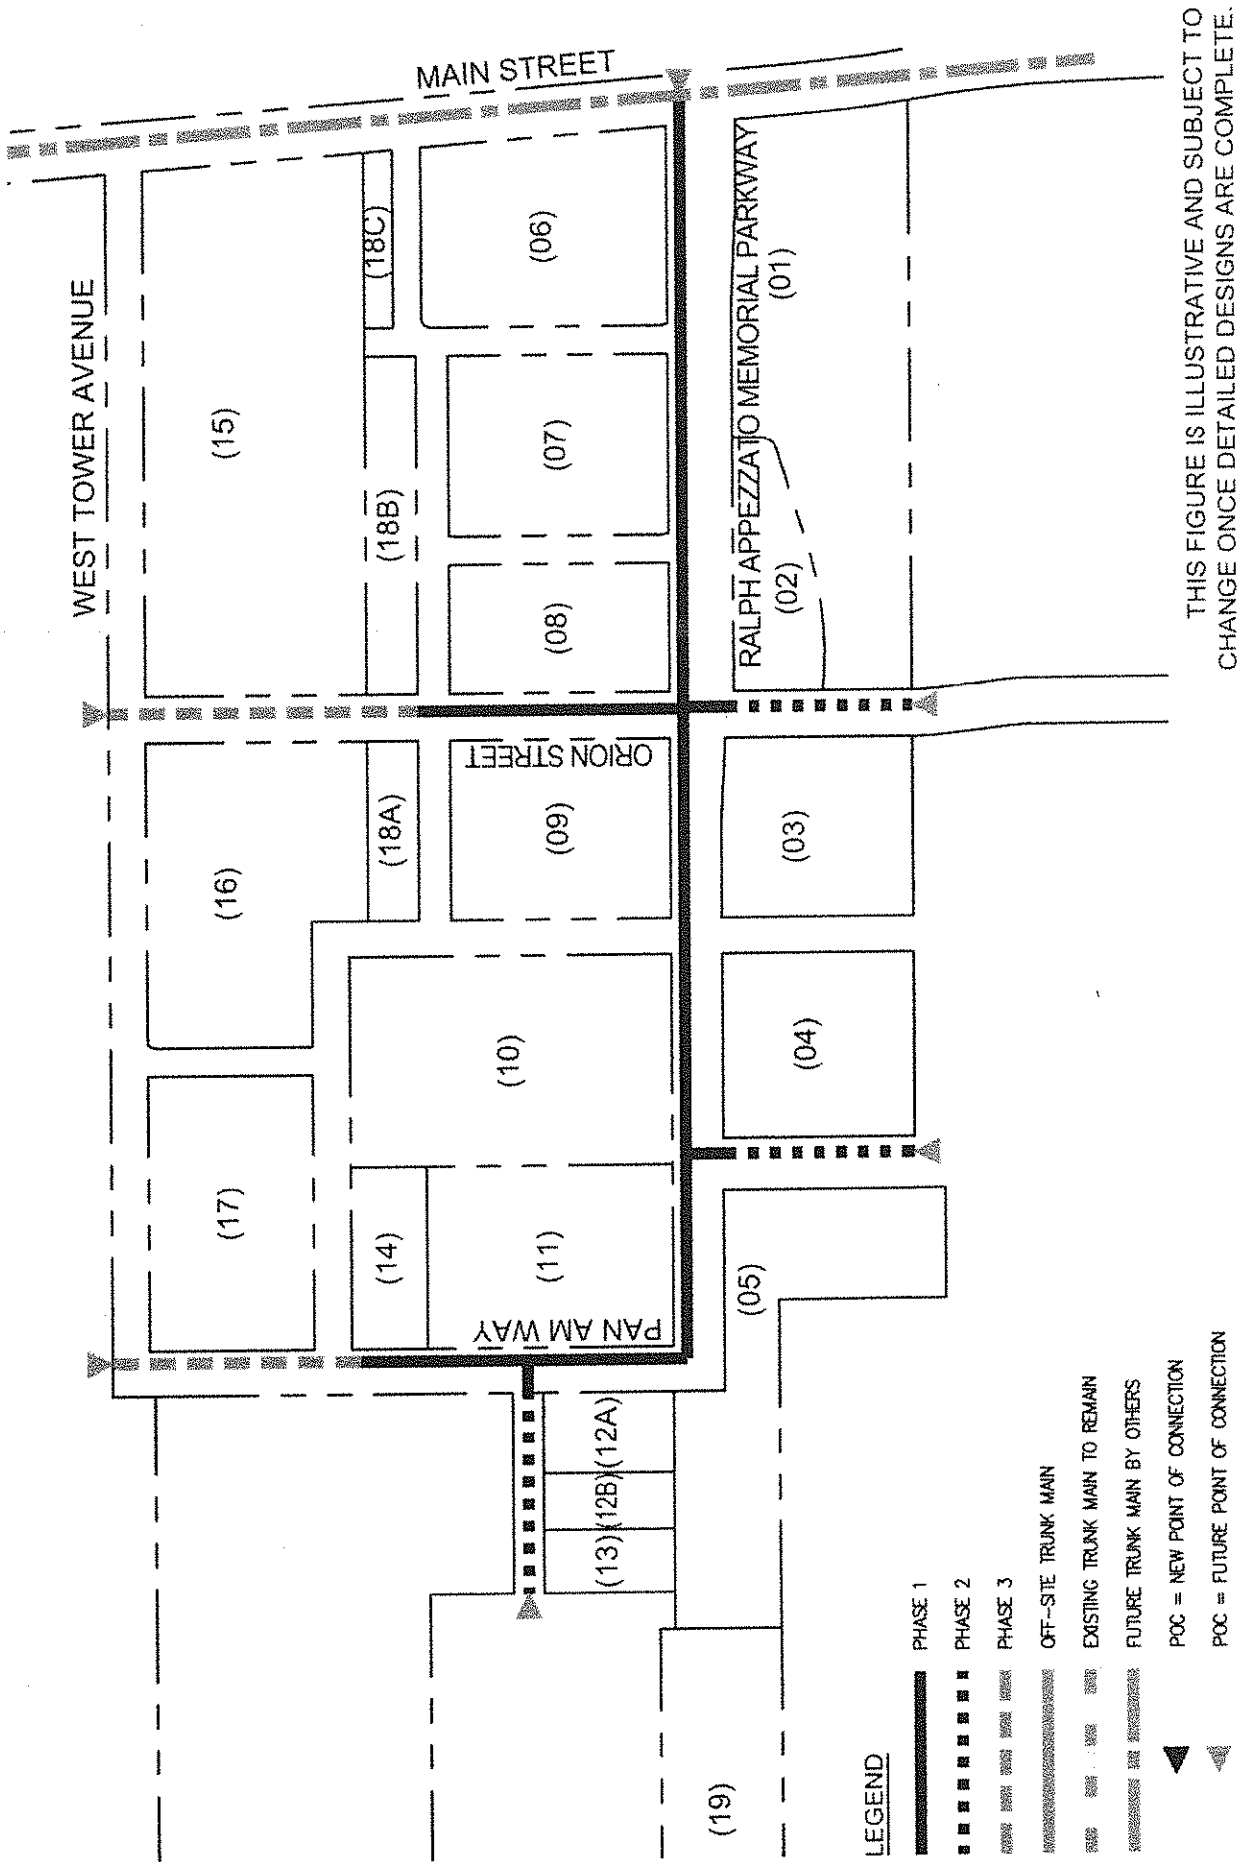 MAIN STREET
WEST TOWER AVENUE
(15)
(18C)
(06)
(18B)
(07)
(08)
RALPH APPEZZATO MEMORIAL PARKWAY
(01)
(02)
ORION STREET
(16)
(18A)
(09)
(03)
(10)
(04)
(17)
(14)
(11)
PAN AM WAY
(05)
(13)(12B)(12A)
(19)
LEGEND
PHASE 1
PHASE 2
PHASE 3
OFF-SITE TRUNK MAIN
EXISTING TRUNK MAIN TO REMAIN
FUTURE TRUNK MAIN BY OTHERS
POC = NEW POINT OF CONNECTION
POC = FUTURE POINT OF CONNECTION
THIS FIGURE IS ILLUSTRATIVE AND SUBJECT TO
CHANGE ONCE DETAILED DESIGNS ARE COMPLETE.